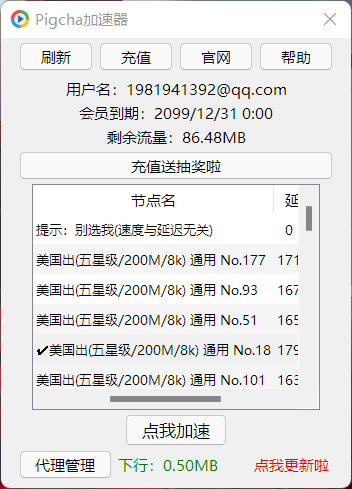 Pigcha加速器
刷新 充值 官网 帮助
用户名：1981941392@qq.com
会员到期：2099/12/31 0:00
剩余流量：86.48MB
充值送抽奖啦
节点名 延
提示：别选我(速度与延迟无关) 0
美国出(五星级/200M/8k) 通用 No.177 171
美国出(五星级/200M/8k) 通用 No.93 167
美国出(五星级/200M/8k) 通用 No.51 165
✔美国出(五星级/200M/8k) 通用 No.18 179
美国出(五星级/200M/8k) 通用 No.101 163
点我加速
代理管理 下行：0.50MB 点我更新啦